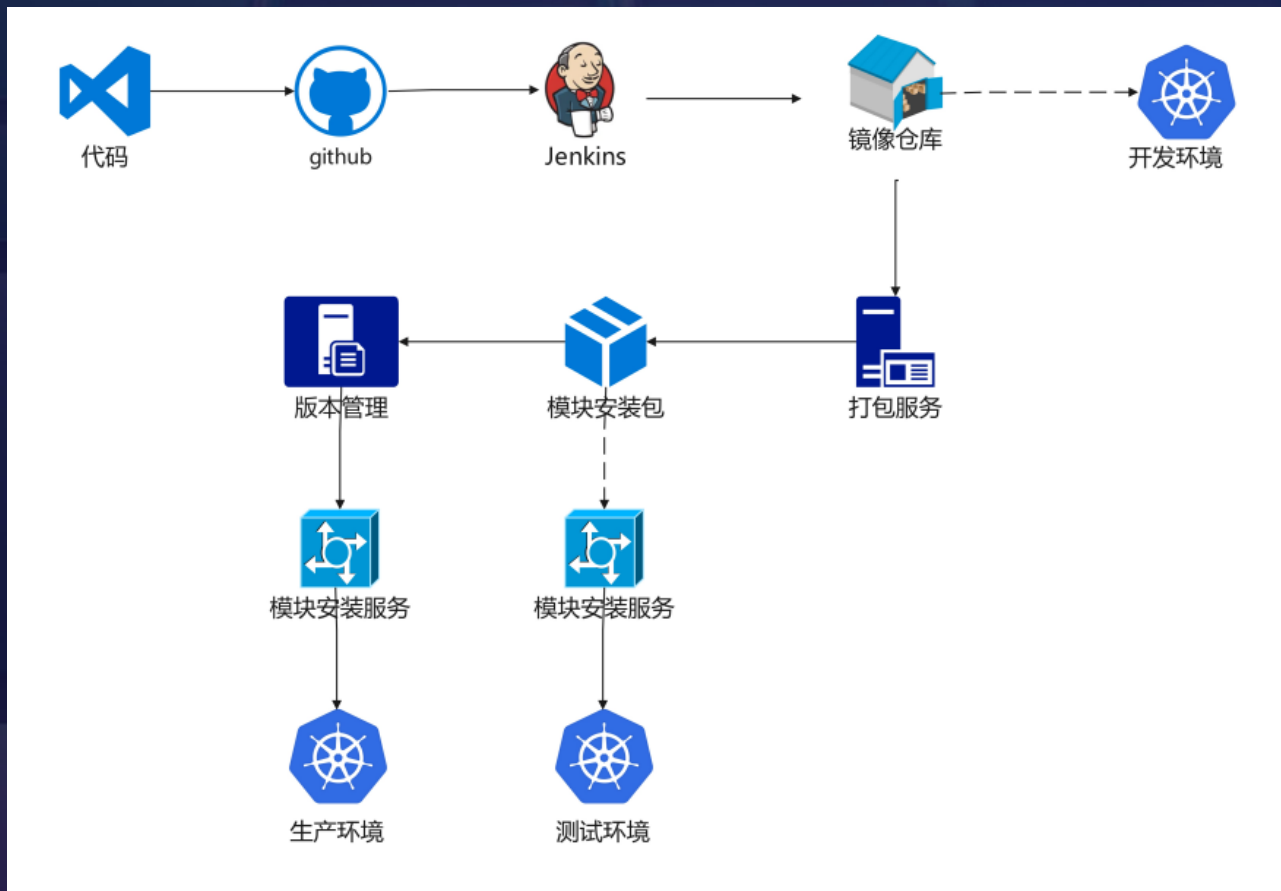 代码
github
Jenkins
镜像仓库
开发环境
版本管理
模块安装包
打包服务
模块安装服务
模块安装服务
生产环境
测试环境